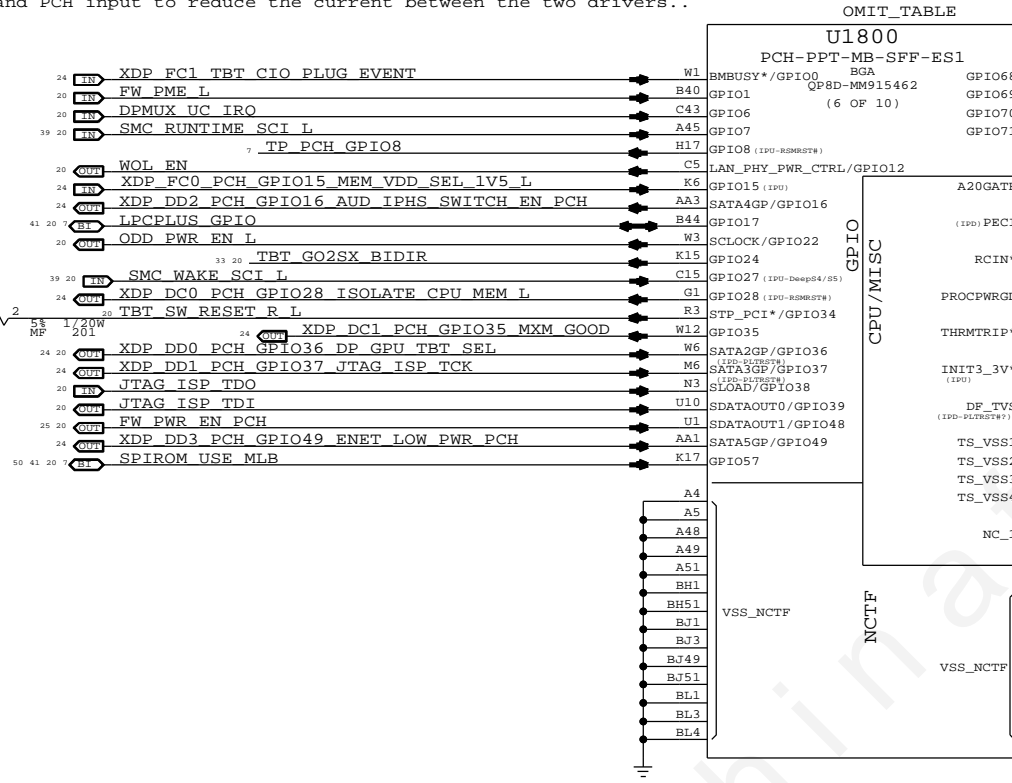 and PCH input to reduce the current between the two drivers..
OMIT_TABLE
U1800
PCH-PPT-MB-SFF-ES1
BGA
QP8D-MM915462
(6 OF 10)
24 IN XDP_FC1_TBT_CIO_PLUG_EVENT W1 BMBUSY*/GPIO0 GPIO68
20 IN FW_PME_L B40 GPIO1 GPIO69
20 IN DPMUX_UC_IRQ C43 GPIO6 GPIO70
39 20 IN SMC_RUNTIME_SCI_L A45 GPIO7 GPIO71
7 TP_PCH_GPIO8 H17 GPIO8 (IPU-RSMRST#)
20 OUT WOL_EN C5 LAN_PHY_PWR_CTRL/GPIO12
24 IN XDP_FC0_PCH_GPIO15_MEM_VDD_SEL_1V5_L K6 GPIO15 (IPU) A20GATE
24 OUT XDP_DD2_PCH_GPIO16_AUD_IPHS_SWITCH_EN_PCH AA3 SATA4GP/GPIO16
41 20 7 BI LPCPLUS_GPIO B44 GPIO17 (IPD) PECI
20 OUT ODD_PWR_EN_L W3 SCLOCK/GPIO22
33 20 TBT_GO2SX_BIDIR K15 GPIO24 RCIN*
39 20 IN SMC_WAKE_SCI_L C15 GPIO27 (IPU-DeepS4/S5)
24 OUT XDP_DC0_PCH_GPIO28_ISOLATE_CPU_MEM_L G1 GPIO28 (IPU-RSMRST#) PROCPWRGD
2 20 TBT_SW_RESET_R_L R3 STP_PCI*/GPIO34
5% 1/20W
MF 201
24 OUT XDP_DC1_PCH_GPIO35_MXM_GOOD W12 GPIO35 THRMTRIP*
24 20 OUT XDP_DD0_PCH_GPIO36_DP_GPU_TBT_SEL W6 SATA2GP/GPIO36
(IPD-PLTRST#)
24 OUT XDP_DD1_PCH_GPIO37_JTAG_ISP_TCK M6 SATA3GP/GPIO37 INIT3_3V*
(IPD-PLTRST#) (IPU)
20 IN JTAG_ISP_TDO N3 SLOAD/GPIO38
20 OUT JTAG_ISP_TDI U10 SDATAOUT0/GPIO39 DF_TVS
(IPD-PLTRST#?)
25 20 OUT FW_PWR_EN_PCH U1 SDATAOUT1/GPIO48
24 OUT XDP_DD3_PCH_GPIO49_ENET_LOW_PWR_PCH AA1 SATA5GP/GPIO49 TS_VSS1
50 41 20 7 BI SPIROM_USE_MLB K17 GPIO57 TS_VSS2
TS_VSS3
TS_VSS4
NC_1
GPIO
CPU/MISC
A4
A5
A48
A49
A51
BH1
BH51
BJ1
BJ3
BJ49
BJ51
BL1
BL3
BL4
VSS_NCTF
NCTF
VSS_NCTF